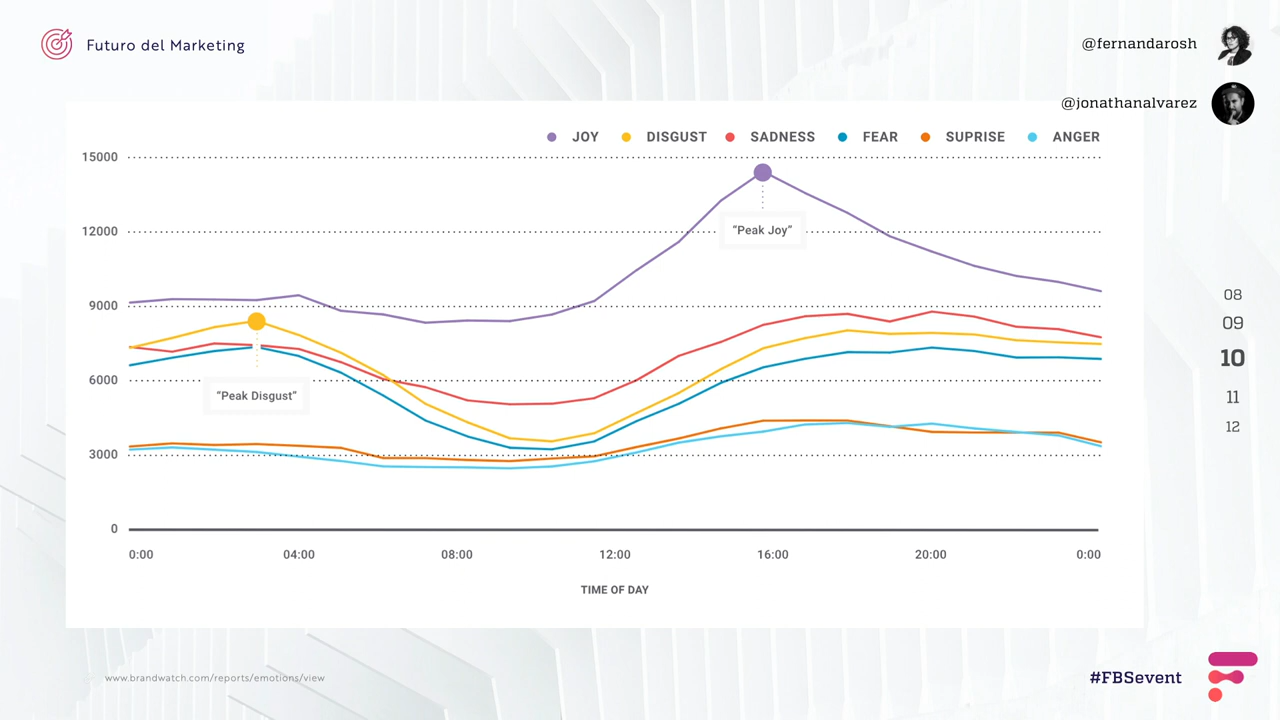 Futuro del Marketing
@fernandarosh
@jonathanalvarez
JOY DISGUST SADNESS FEAR SUPRISE ANGER
15000
12000
9000
6000
3000
0
"Peak Joy"
"Peak Disgust"
0:00 04:00 08:00 12:00 16:00 20:00 0:00
TIME OF DAY
08
09
10
11
12
www.brandwatch.com/reports/emotions/view
#FBSevent